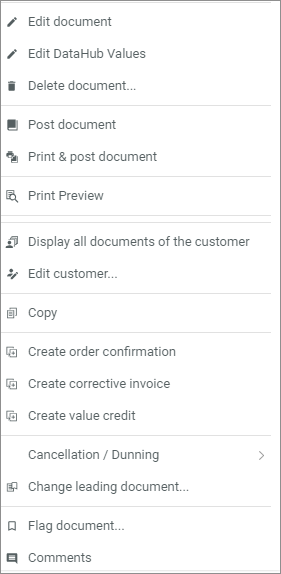 Edit document
Edit DataHub Values
Delete document...
Post document
Print & post document
Print Preview
Display all documents of the customer
Edit customer...
Copy
Create order confirmation
Create corrective invoice
Create value credit
Cancellation / Dunning
Change leading document...
Flag document...
Comments